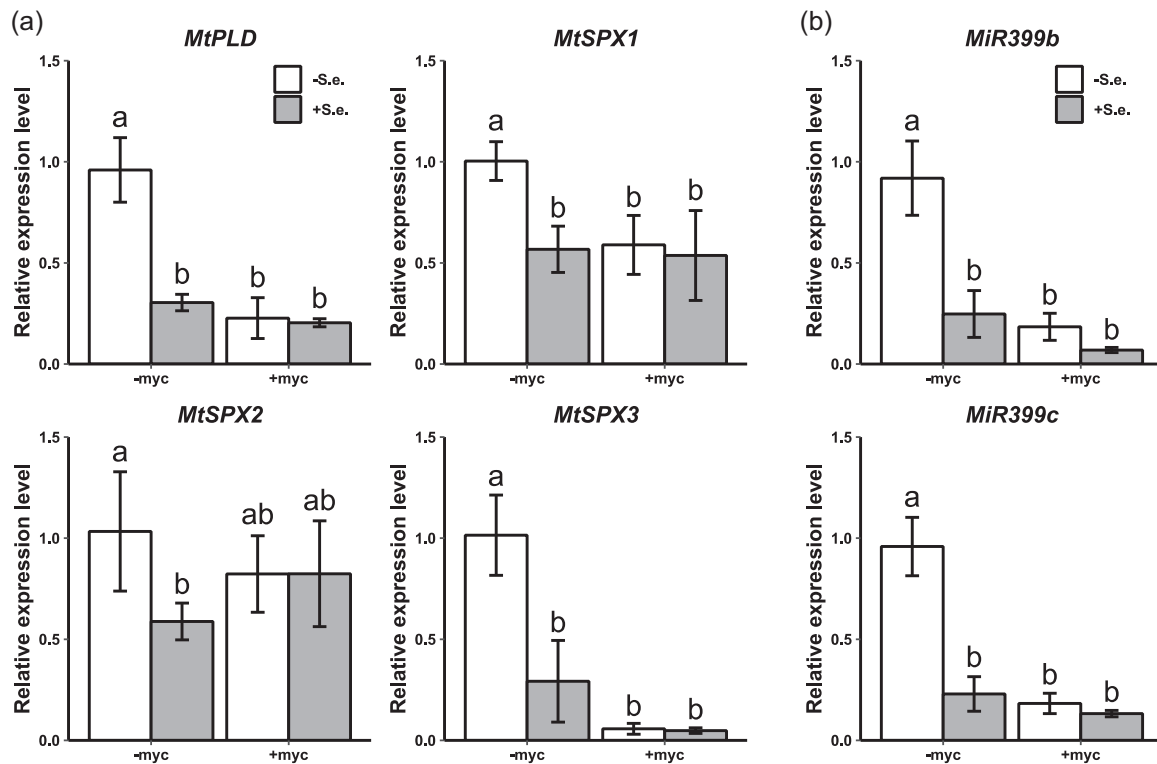 (a)
MtPLD
Relative expression level
1.5
1.0
0.5
0.0
-S.e.
+S.e.
a
b
b
b
-myc
+myc
MtSPX1
Relative expression level
1.5
1.0
0.5
0.0
a
b
b
b
-myc
+myc
(b)
MiR399b
Relative expression level
1.5
1.0
0.5
0.0
-S.e.
+S.e.
a
b
b
b
-myc
+myc
MtSPX2
Relative expression level
1.5
1.0
0.5
0.0
a
b
ab
ab
-myc
+myc
MtSPX3
Relative expression level
1.5
1.0
0.5
0.0
a
b
b
b
-myc
+myc
MiR399c
Relative expression level
1.5
1.0
0.5
0.0
a
b
b
b
-myc
+myc